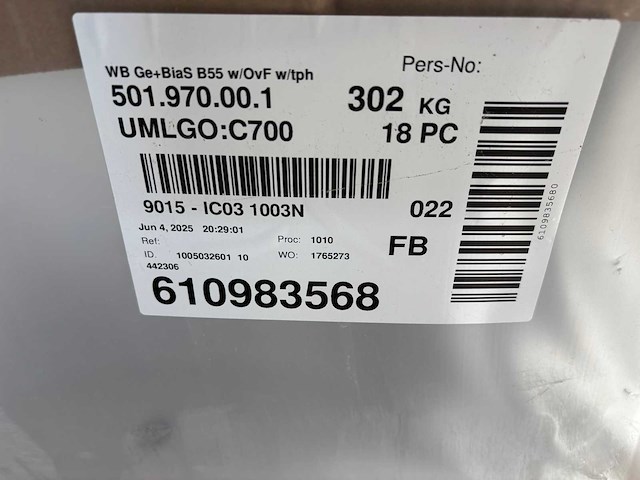 WB Ge+BiaS B55 w/OvF w/tph
Pers-No:
501.970.00.1 302 KG
UMLGO:C700 18 PC
9015 - IC03 1003N 022
Jun 4, 2025 20:29:01
Ref: Proc: 1010 FB
ID. 1005032601 10 WO: 1765273
442306
610983568
6109835680